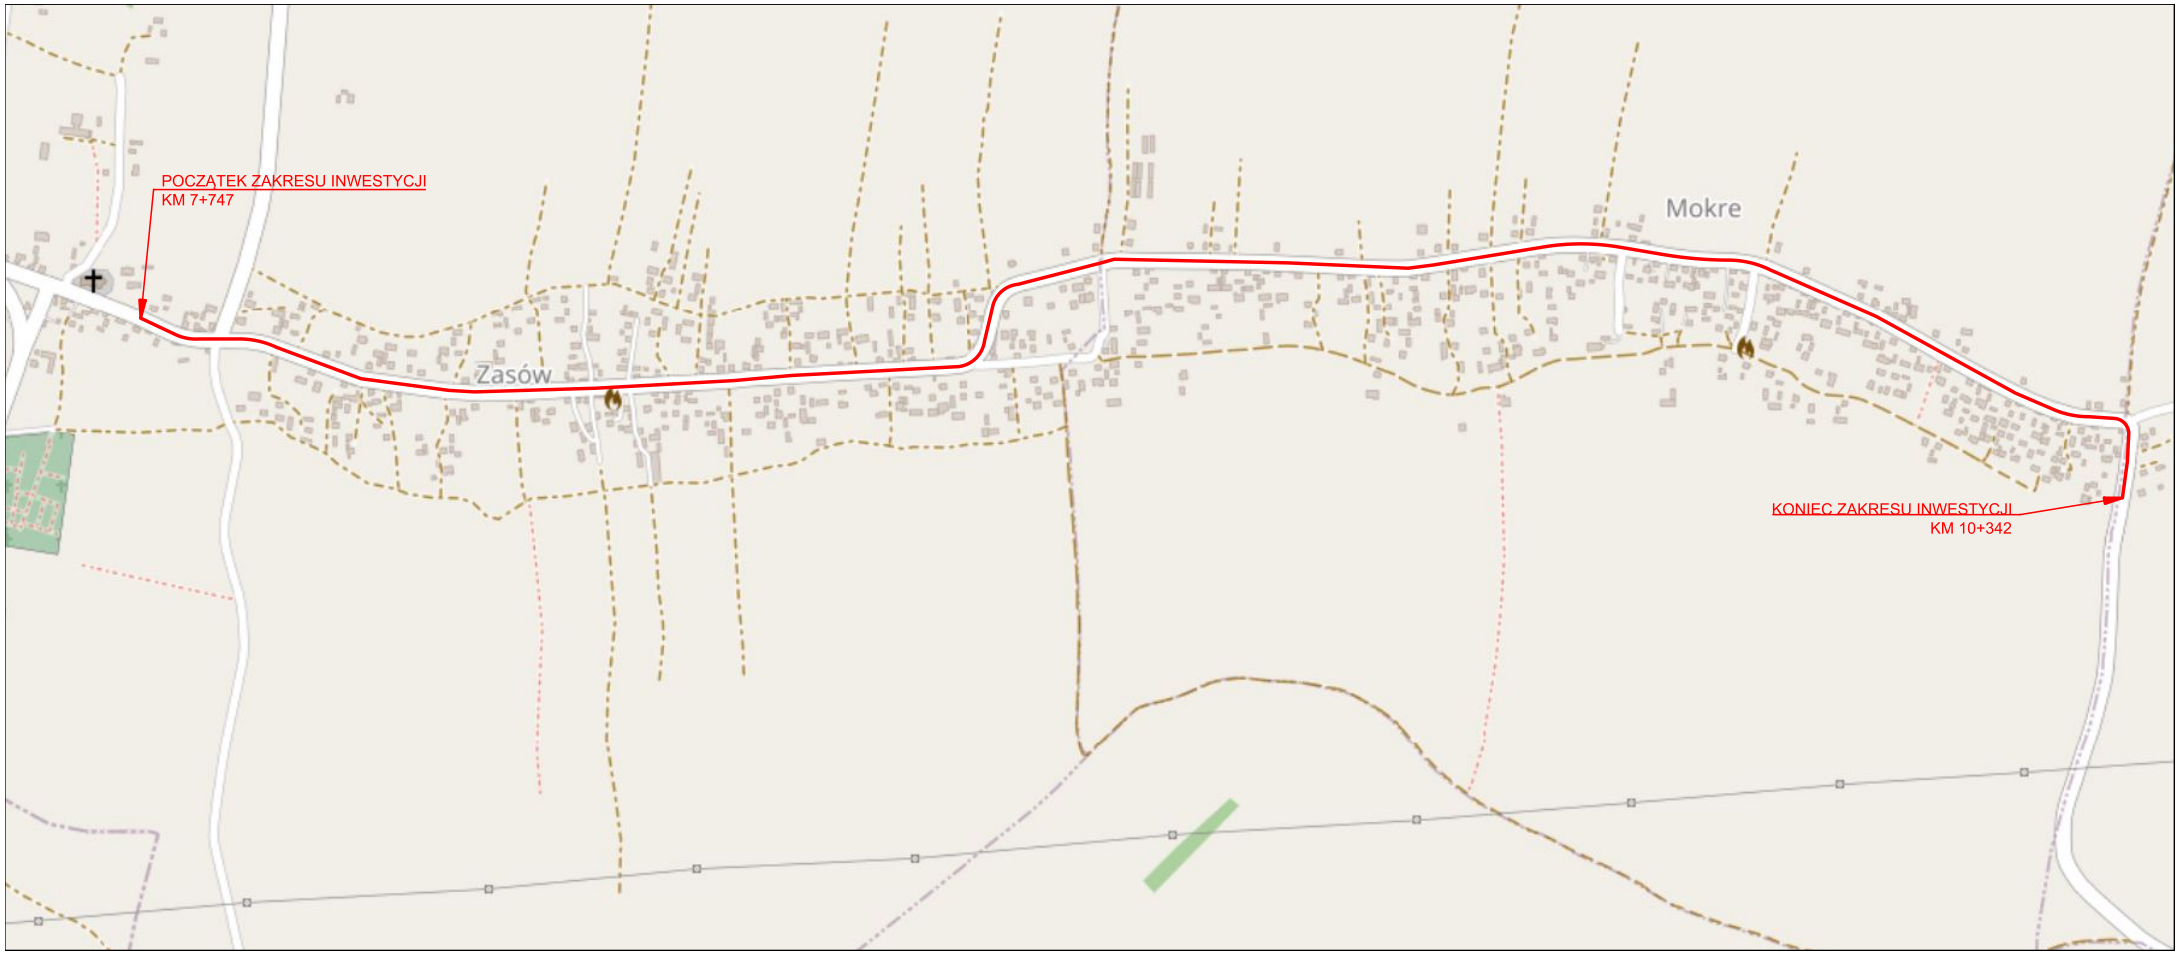 POCZĄTEK ZAKRESU INWESTYCJI
KM 7+747
Mokre
Zasów
KONIEC ZAKRESU INWESTYCJI
KM 10+342